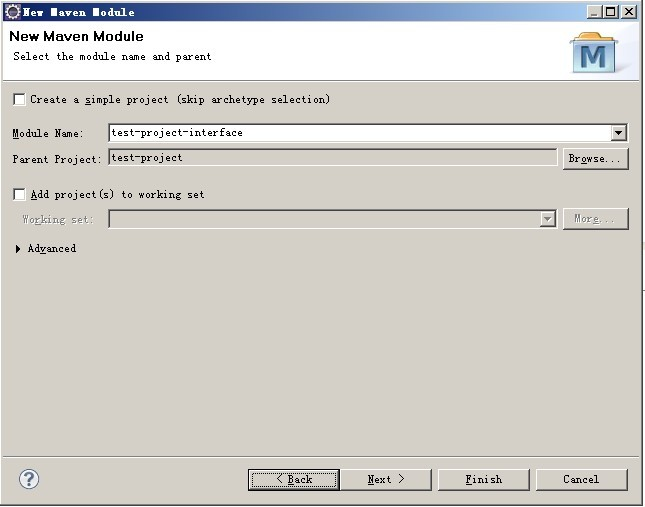 New Maven Module
New Maven Module
Select the module name and parent
M
Create a simple project (skip archetype selection)
Module Name: test-project-interface
Parent Project: test-project Browse...
Add project(s) to working set
Working set: More...
Advanced
? < Back Next > Finish Cancel